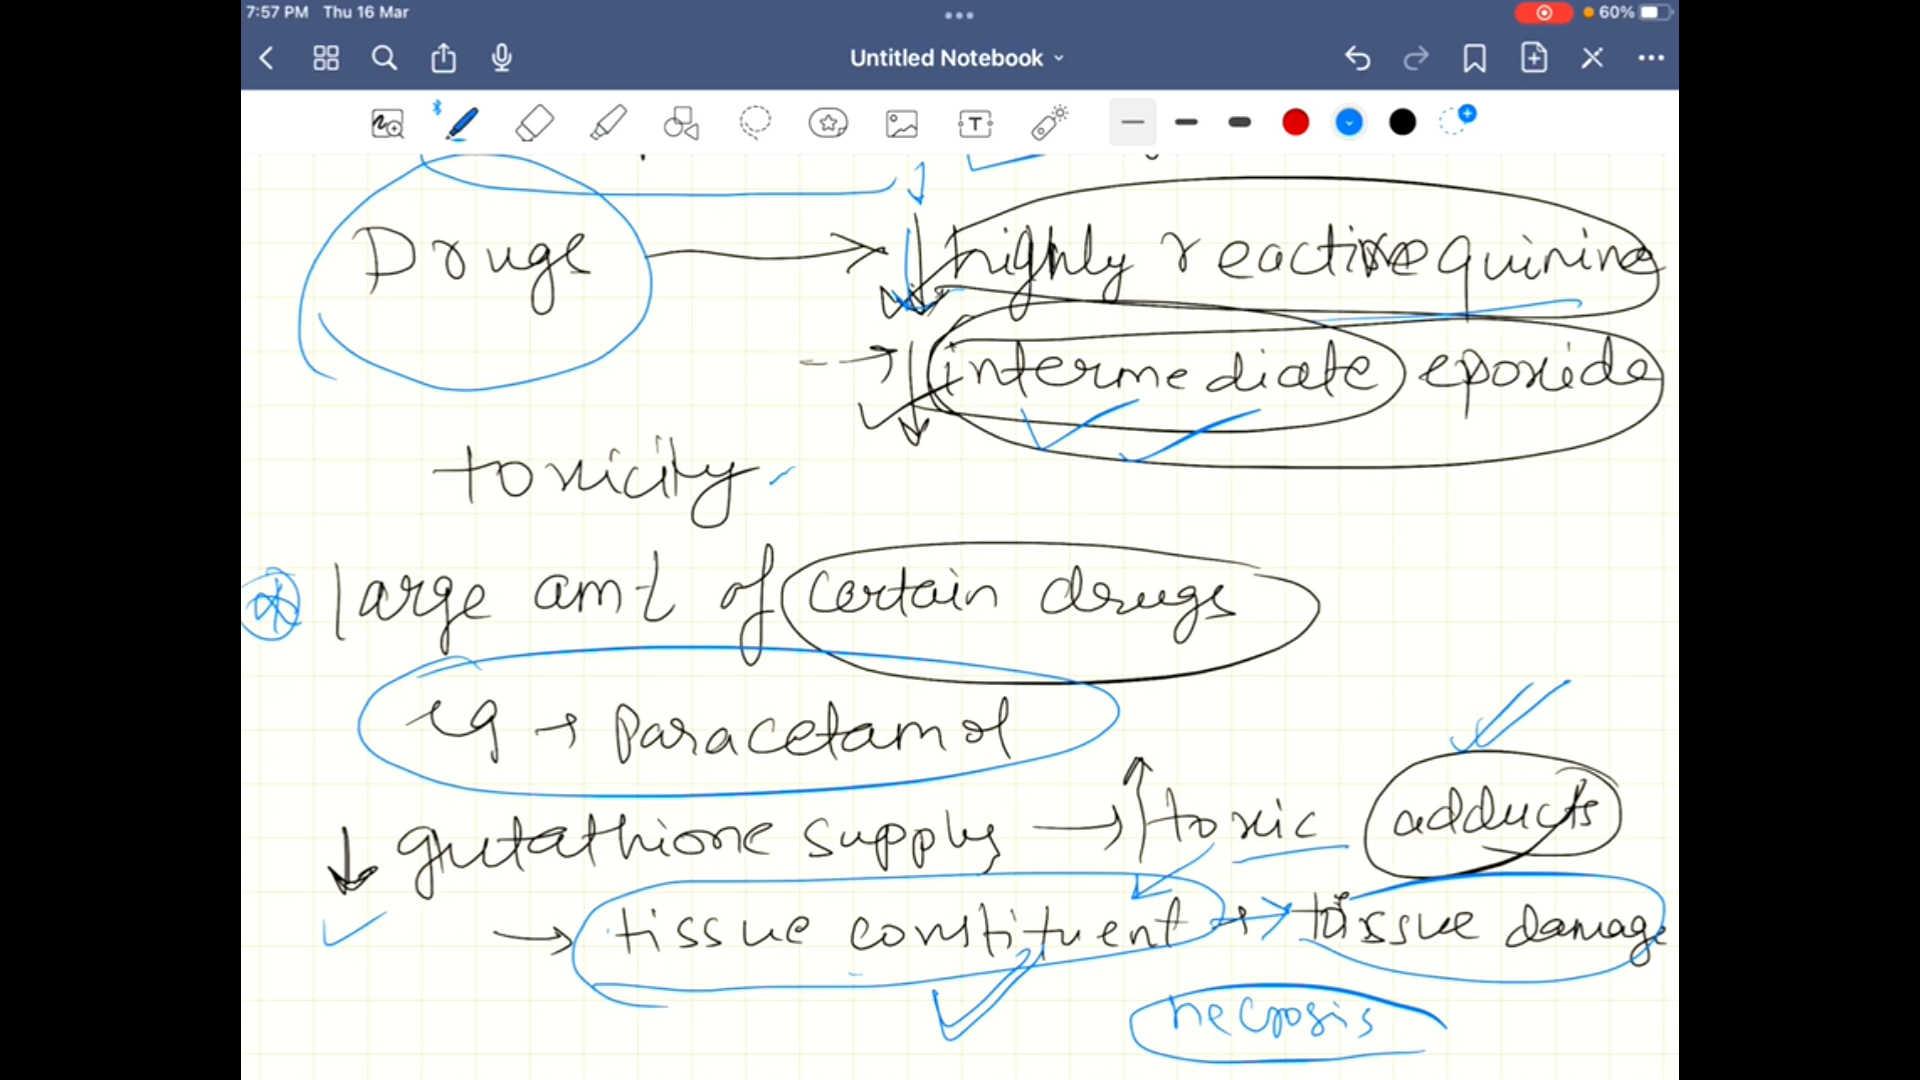 7:57 PM Thu 16 Mar
60%
Untitled Notebook
T
Drugs → highly reactive quinine
→ intermediate epoxide
toxicity
large amt of certain drugs
eg → paracetamol
↓ glutathione supply → ↑ toxic adducts
→ tissue constituent → tissue damage
necrosis